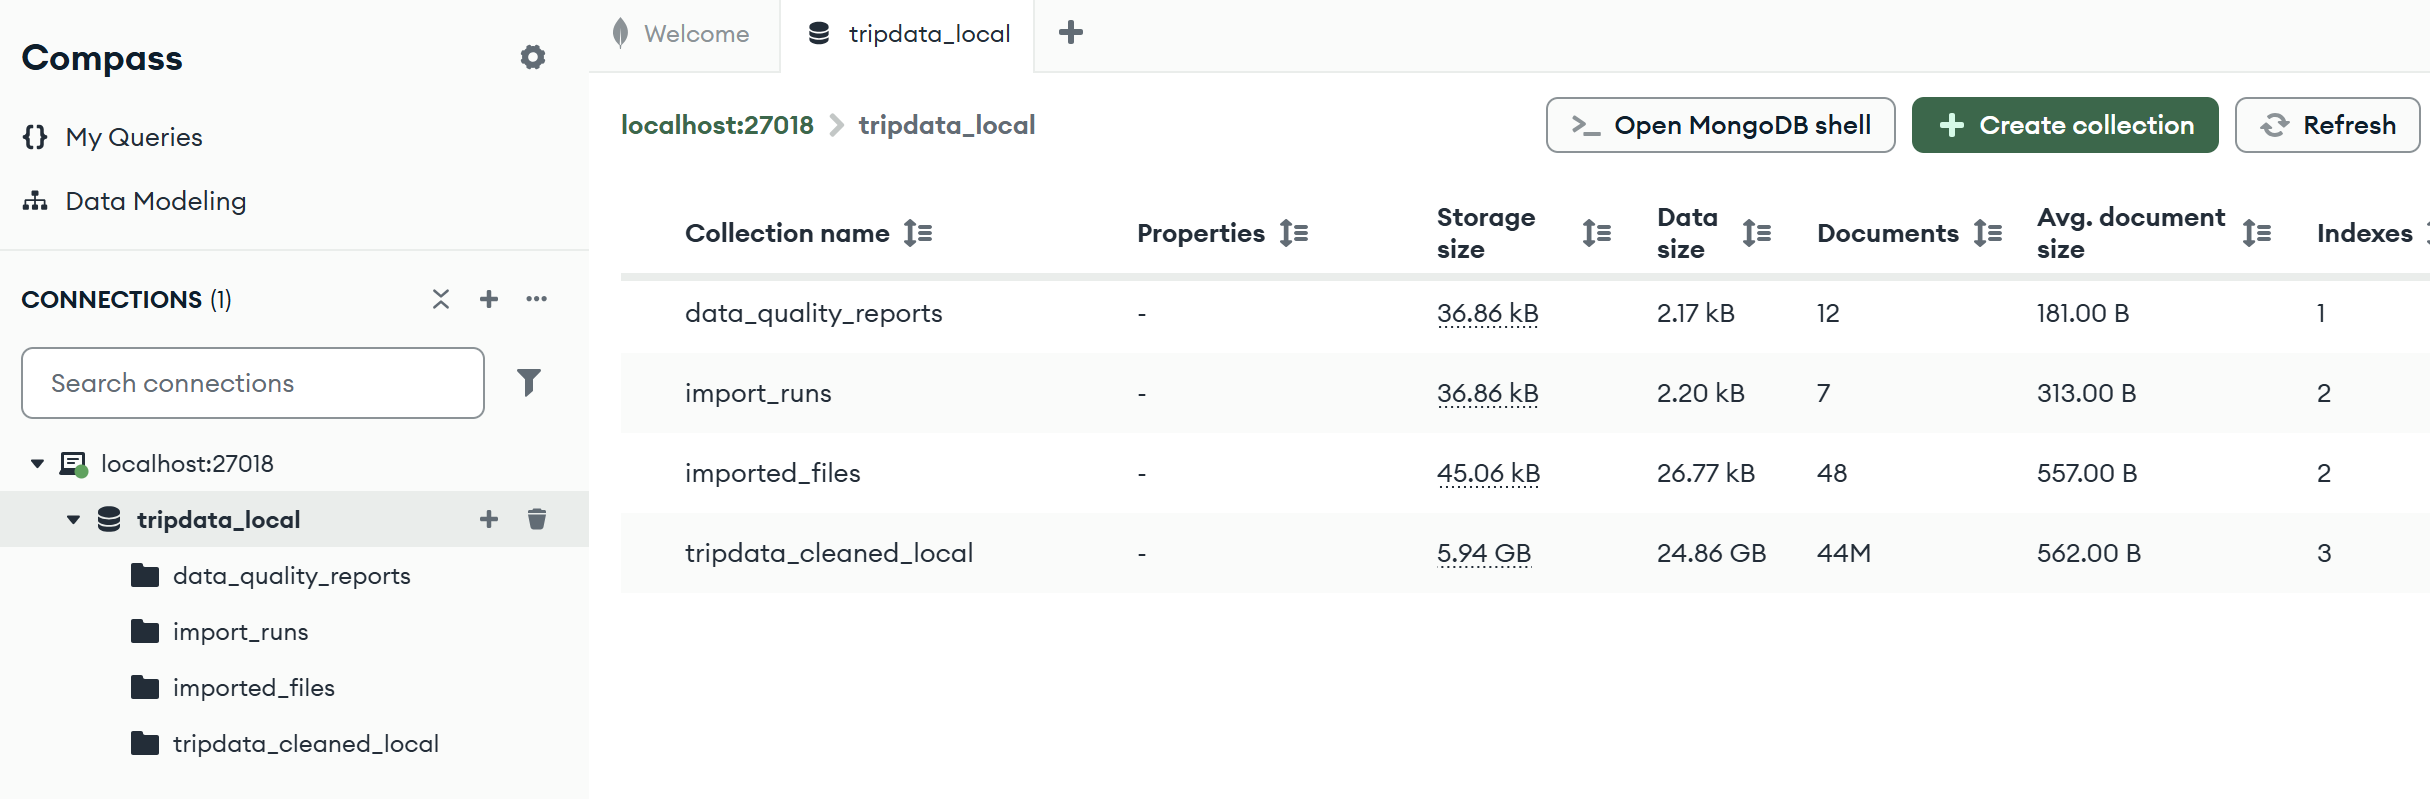 Compass
My Queries
Data Modeling
CONNECTIONS (1)
Search connections
localhost:27018
tripdata_local
data_quality_reports
import_runs
imported_files
tripdata_cleaned_local
Welcome
tripdata_local
localhost:27018 tripdata_local
Open MongoDB shell
Create collection
Refresh
Collection name Properties Storage size Data size Documents Avg. document size Indexes
data_quality_reports - 36.86 kB 2.17 kB 12 181.00 B 1
import_runs - 36.86 kB 2.20 kB 7 313.00 B 2
imported_files - 45.06 kB 26.77 kB 48 557.00 B 2
tripdata_cleaned_local - 5.94 GB 24.86 GB 44M 562.00 B 3